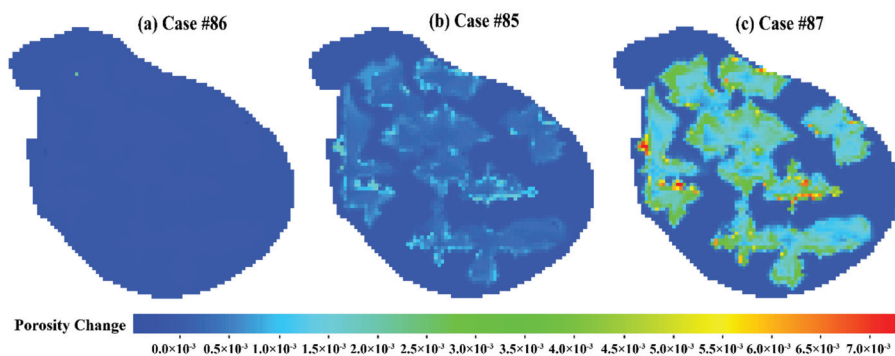 (a) Case #86 (b) Case #85 (c) Case #87
Porosity Change
0.0×10⁻³ 0.5×10⁻³ 1.0×10⁻³ 1.5×10⁻³ 2.0×10⁻³ 2.5×10⁻³ 3.0×10⁻³ 3.5×10⁻³ 4.0×10⁻³ 4.5×10⁻³ 5.0×10⁻³ 5.5×10⁻³ 6.0×10⁻³ 6.5×10⁻³ 7.0×10⁻³